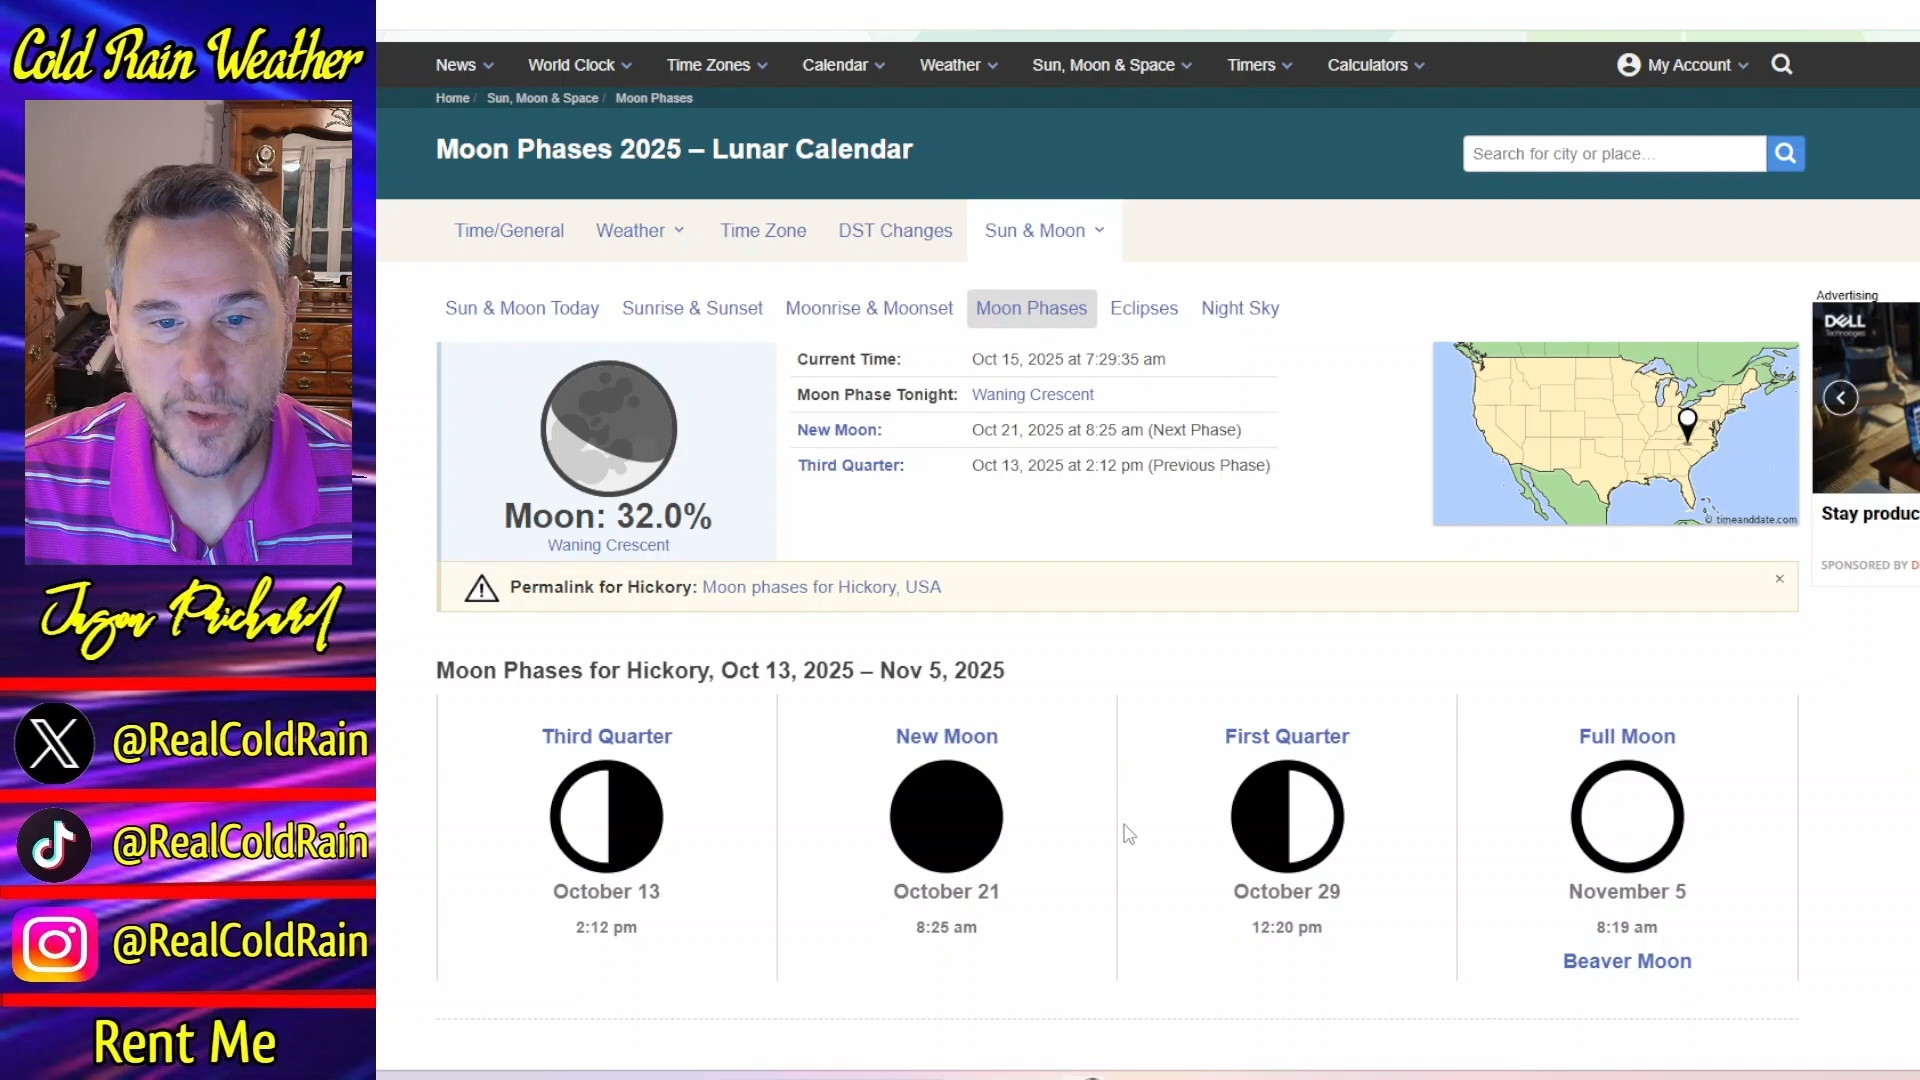 Cold Rain Weather
Jason Prichard
@RealColdRain
@RealColdRain
@RealColdRain
Rent Me
News World Clock Time Zones Calendar Weather Sun, Moon & Space Timers Calculators My Account
Home / Sun, Moon & Space / Moon Phases
Moon Phases 2025 – Lunar Calendar
Search for city or place...
Time/General Weather Time Zone DST Changes Sun & Moon
Sun & Moon Today Sunrise & Sunset Moonrise & Moonset Moon Phases Eclipses Night Sky
Moon: 32.0%
Waning Crescent
Current Time: Oct 15, 2025 at 7:29:35 am
Moon Phase Tonight: Waning Crescent
New Moon: Oct 21, 2025 at 8:25 am (Next Phase)
Third Quarter: Oct 13, 2025 at 2:12 pm (Previous Phase)
© timeanddate.com
Advertising
DELL
Technologies
Stay produc
SPONSORED BY D
Permalink for Hickory: Moon phases for Hickory, USA ×
Moon Phases for Hickory, Oct 13, 2025 – Nov 5, 2025
Third Quarter
October 13
2:12 pm
New Moon
October 21
8:25 am
First Quarter
October 29
12:20 pm
Full Moon
November 5
8:19 am
Beaver Moon